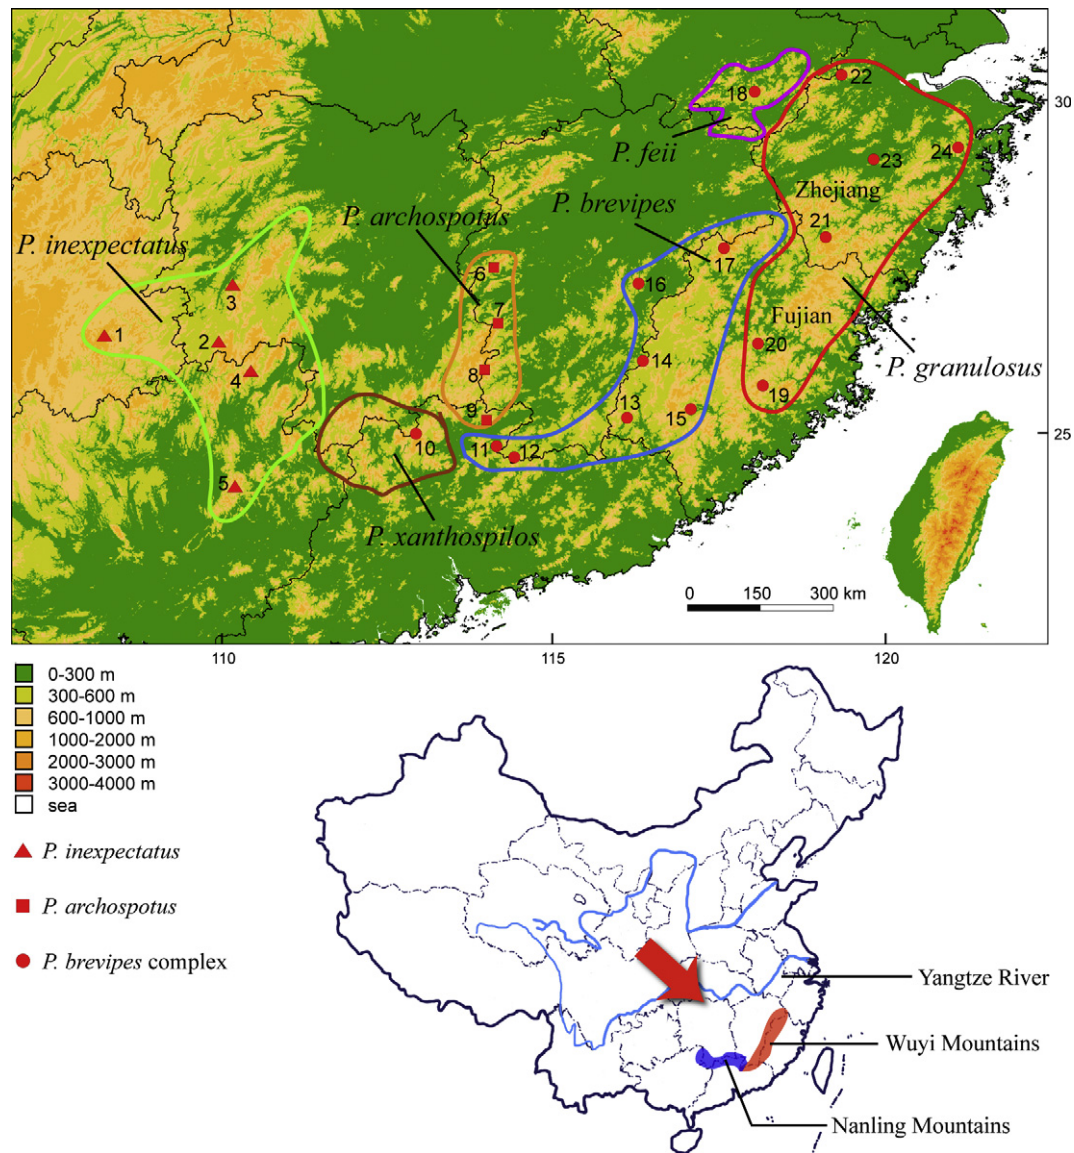 30
22
18
P. feii
23
24
Zhejiang
P. archospotus
P. brevipes
P. inexpectatus
21
17
6
16
3
7
Fujian
1
2
20
14
8
4
P. granulosus
19
9
13
15
10
11
12
25
5
P. xanthospilos
0 150 300 km
110 115 120
0-300 m
300-600 m
600-1000 m
1000-2000 m
2000-3000 m
3000-4000 m
sea
P. inexpectatus
P. archospotus
P. brevipes complex
Yangtze River
Wuyi Mountains
Nanling Mountains